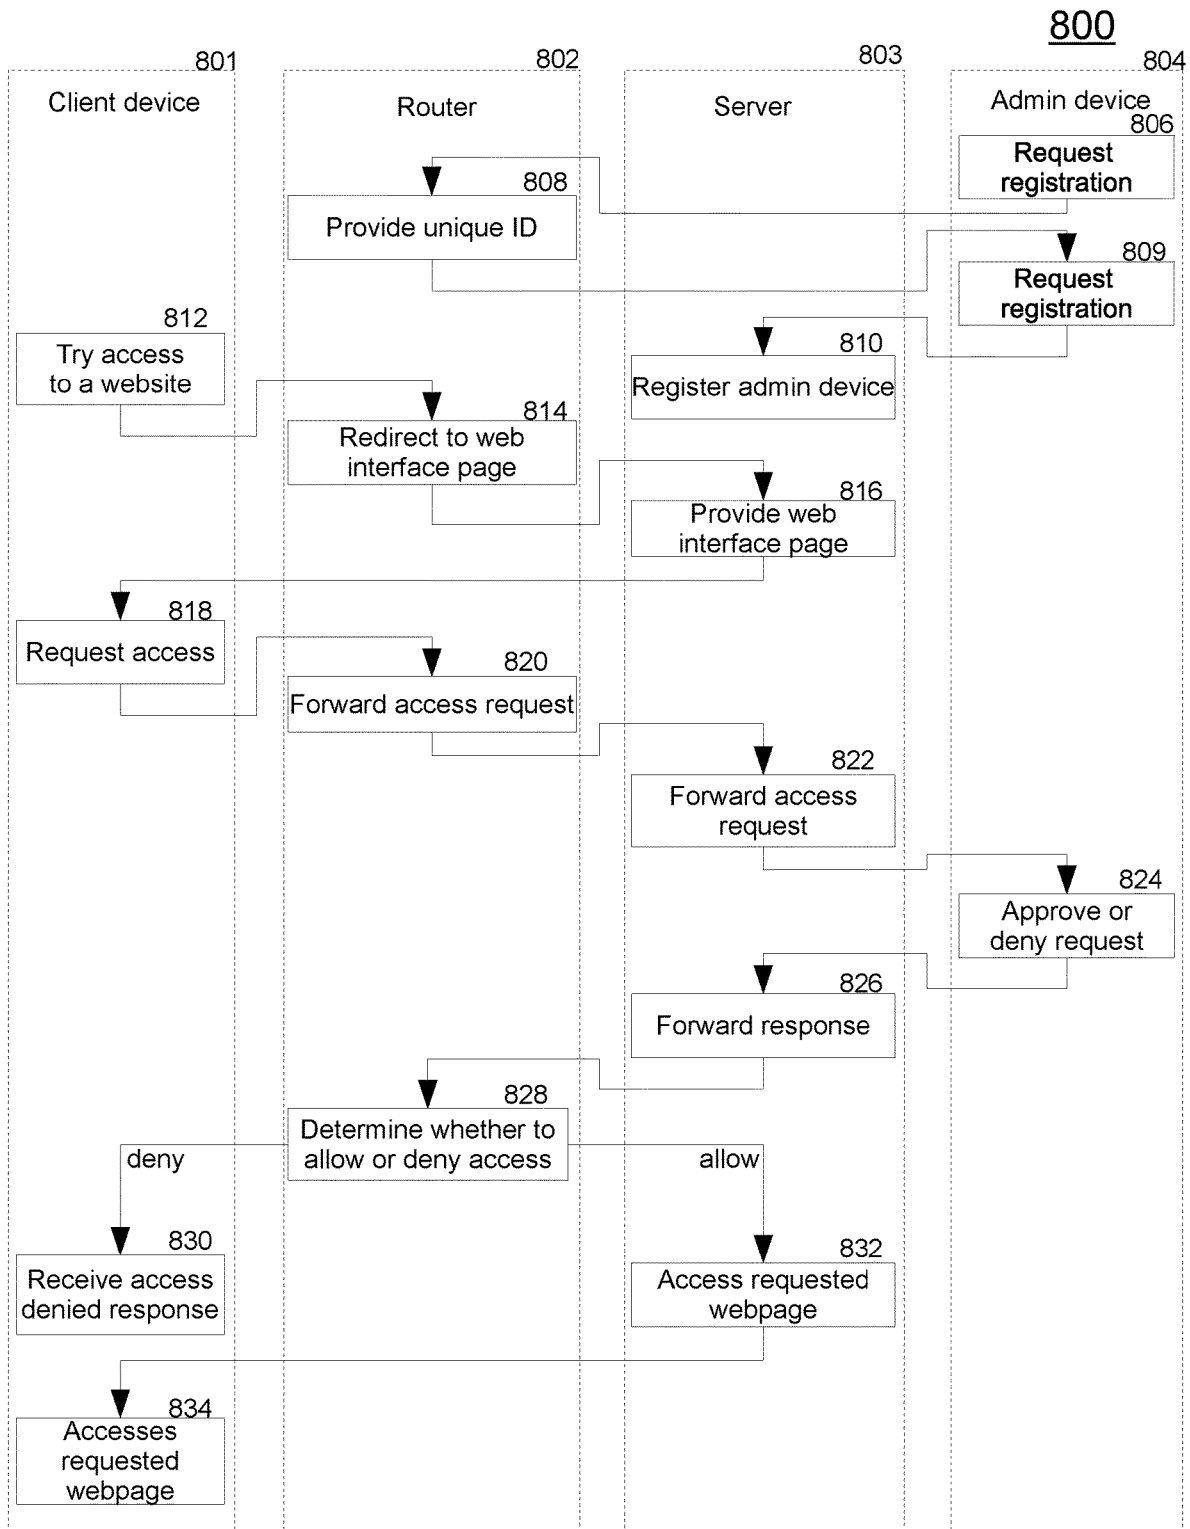 800
801
802
803
804
Client device
Router
Server
Admin device
806
Request
registration
808
Provide unique ID
809
Request
registration
812
Try access
to a website
810
Register admin device
814
Redirect to web
interface page
816
Provide web
interface page
818
Request access
820
Forward access request
822
Forward access
request
824
Approve or
deny request
826
Forward response
828
Determine whether to
allow or deny access
deny
allow
830
Receive access
denied response
832
Access requested
webpage
834
Accesses
requested
webpage